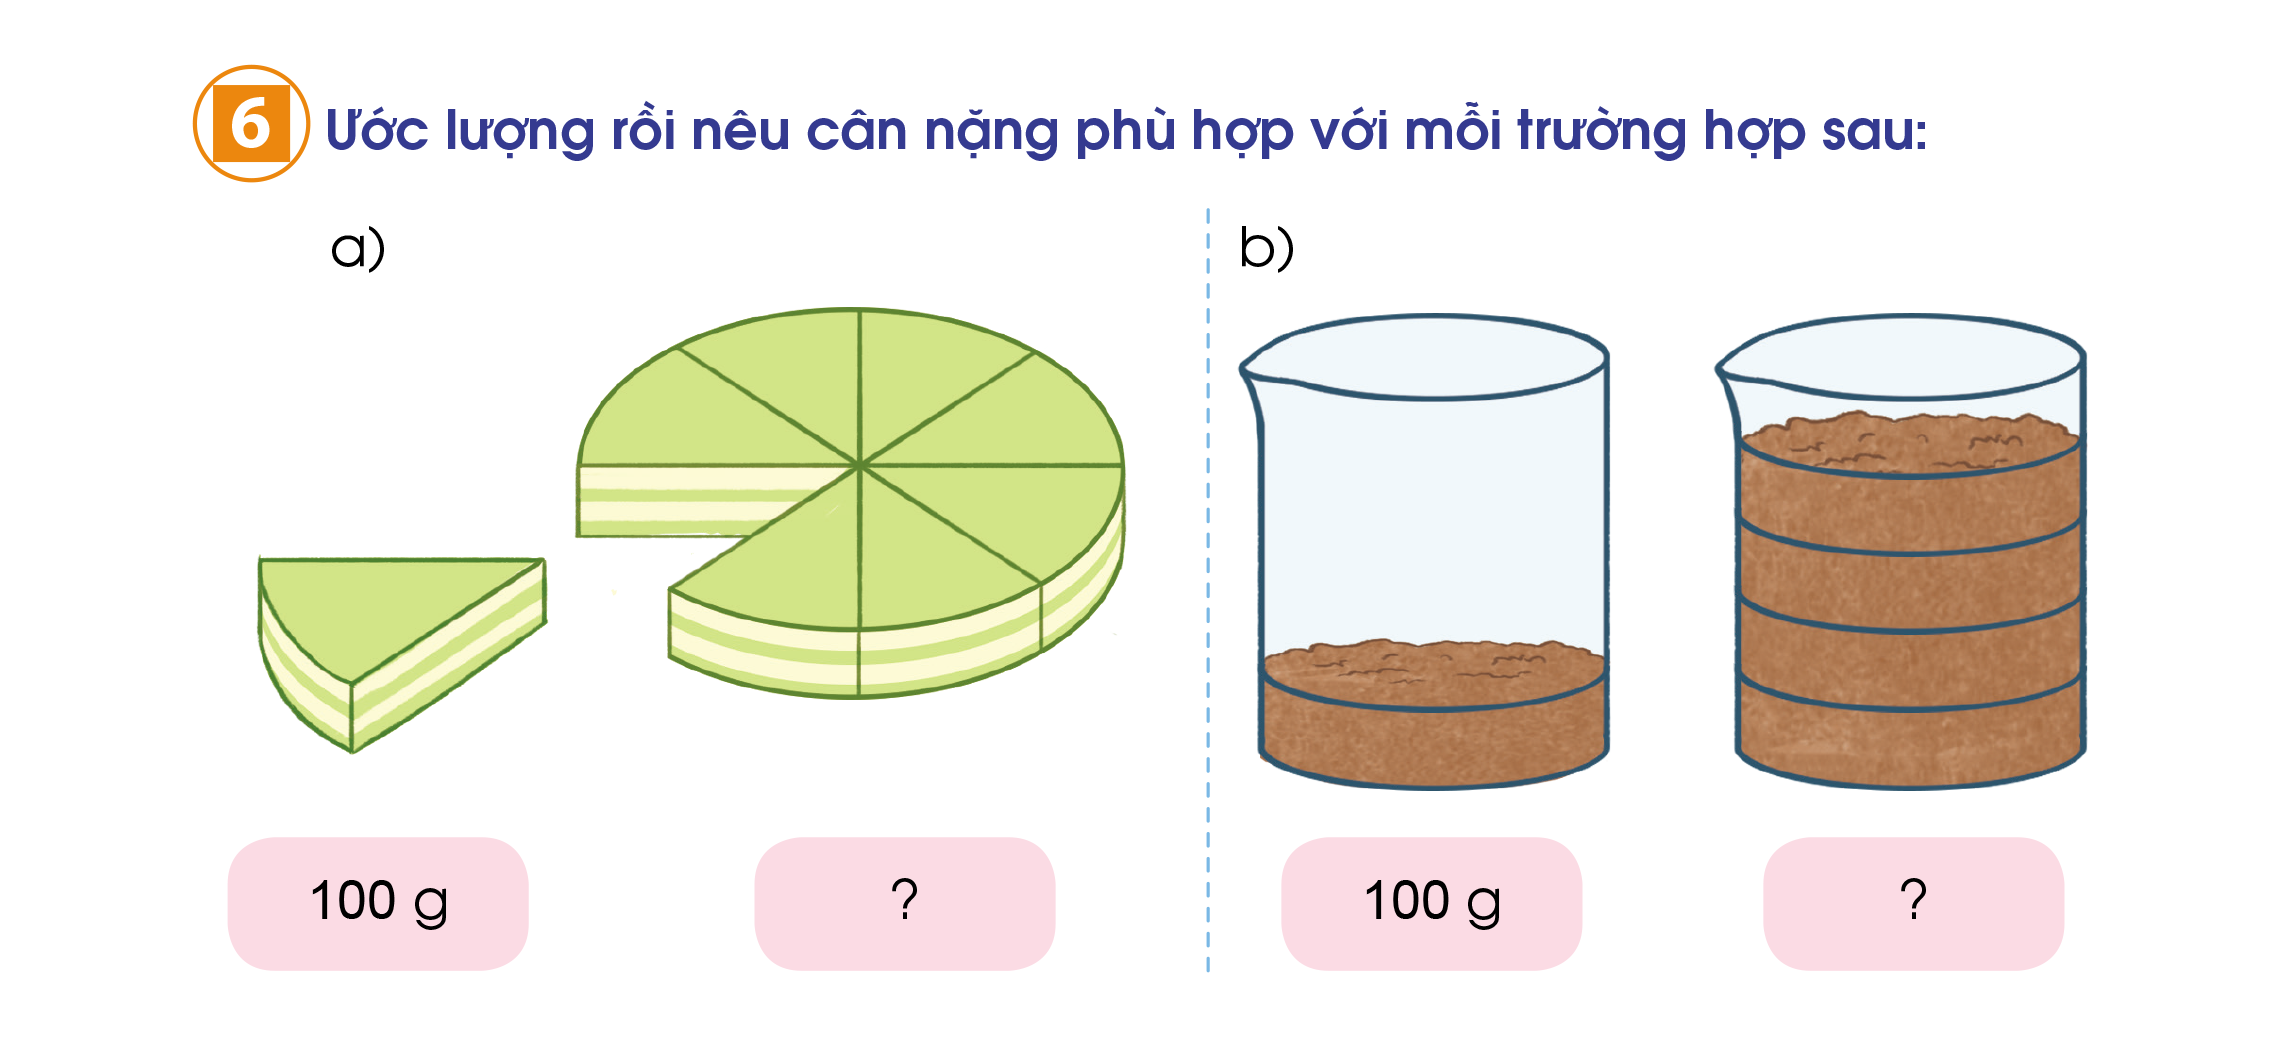 6 Ước lượng rồi nêu cân nặng phù hợp với mỗi trường hợp sau:
a)
b)
100 g
?
100 g
?